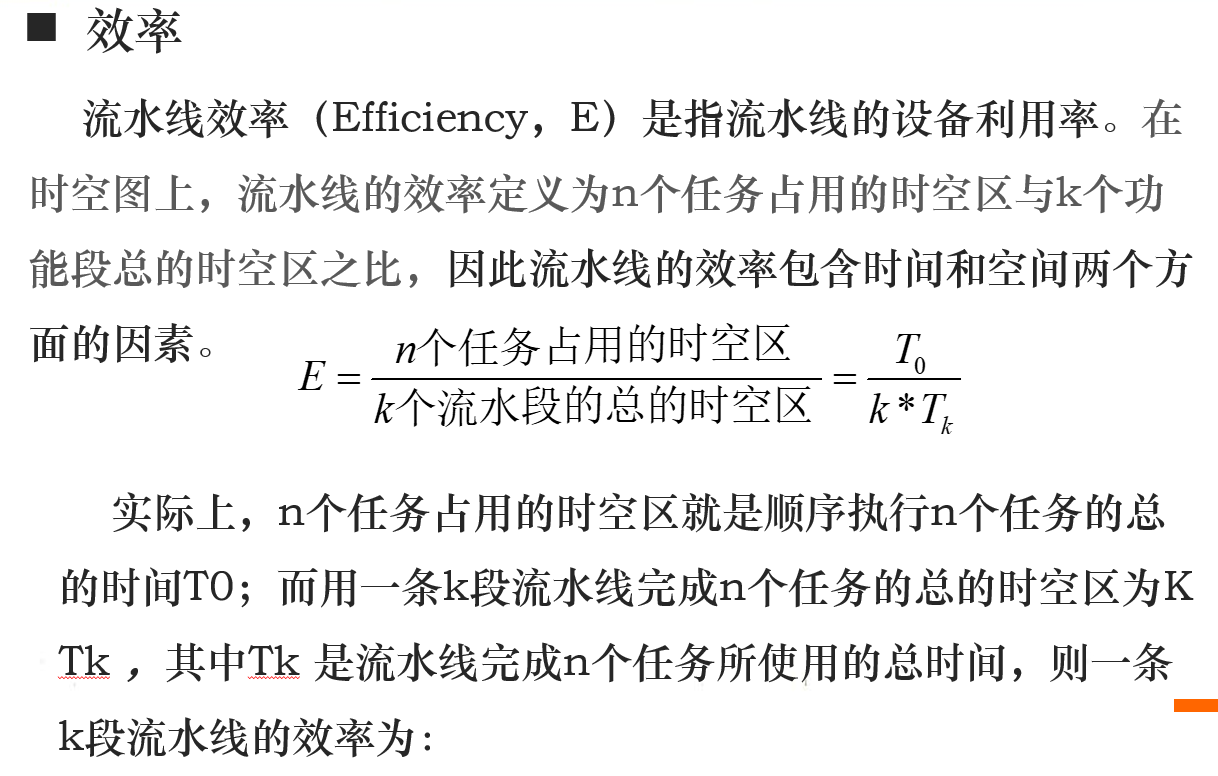 ■ 效率
流水线效率（Efficiency，E）是指流水线的设备利用率。在
时空图上，流水线的效率定义为n个任务占用的时空区与k个功
能段总的时空区之比，因此流水线的效率包含时间和空间两个方
面的因素。
E = n个任务占用的时空区 / k个流水段的总的时空区 = T₀ / k * Tₖ
实际上，n个任务占用的时空区就是顺序执行n个任务的总
的时间T0；而用一条k段流水线完成n个任务的总的时空区为K
Tk ，其中Tk 是流水线完成n个任务所使用的总时间，则一条
k段流水线的效率为：